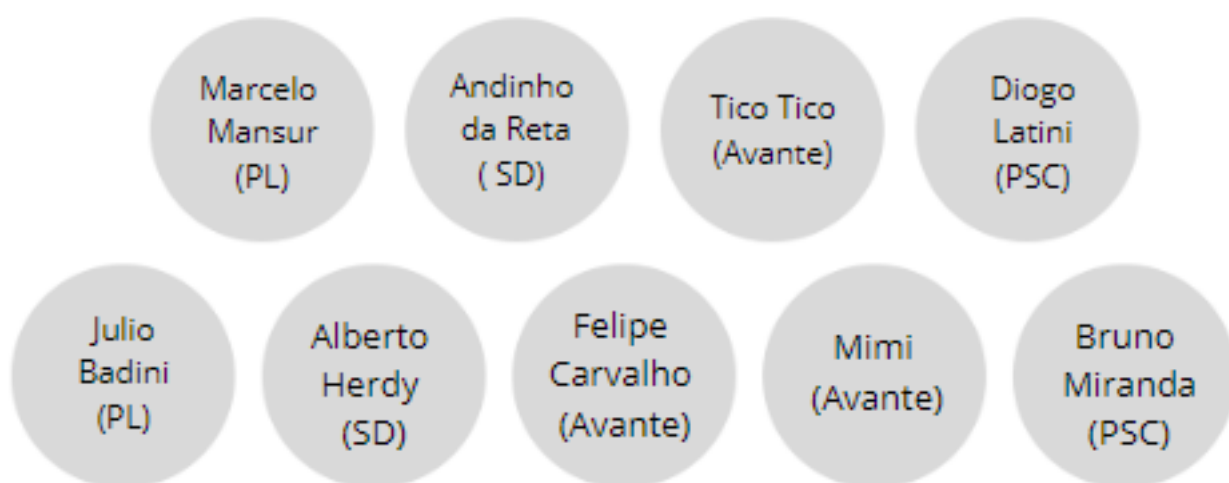 Marcelo
Mansur
(PL)
Andinho
da Reta
( SD)
Tico Tico
(Avante)
Diogo
Latini
(PSC)
Julio
Badini
(PL)
Alberto
Herdy
(SD)
Felipe
Carvalho
(Avante)
Mimi
(Avante)
Bruno
Miranda
(PSC)